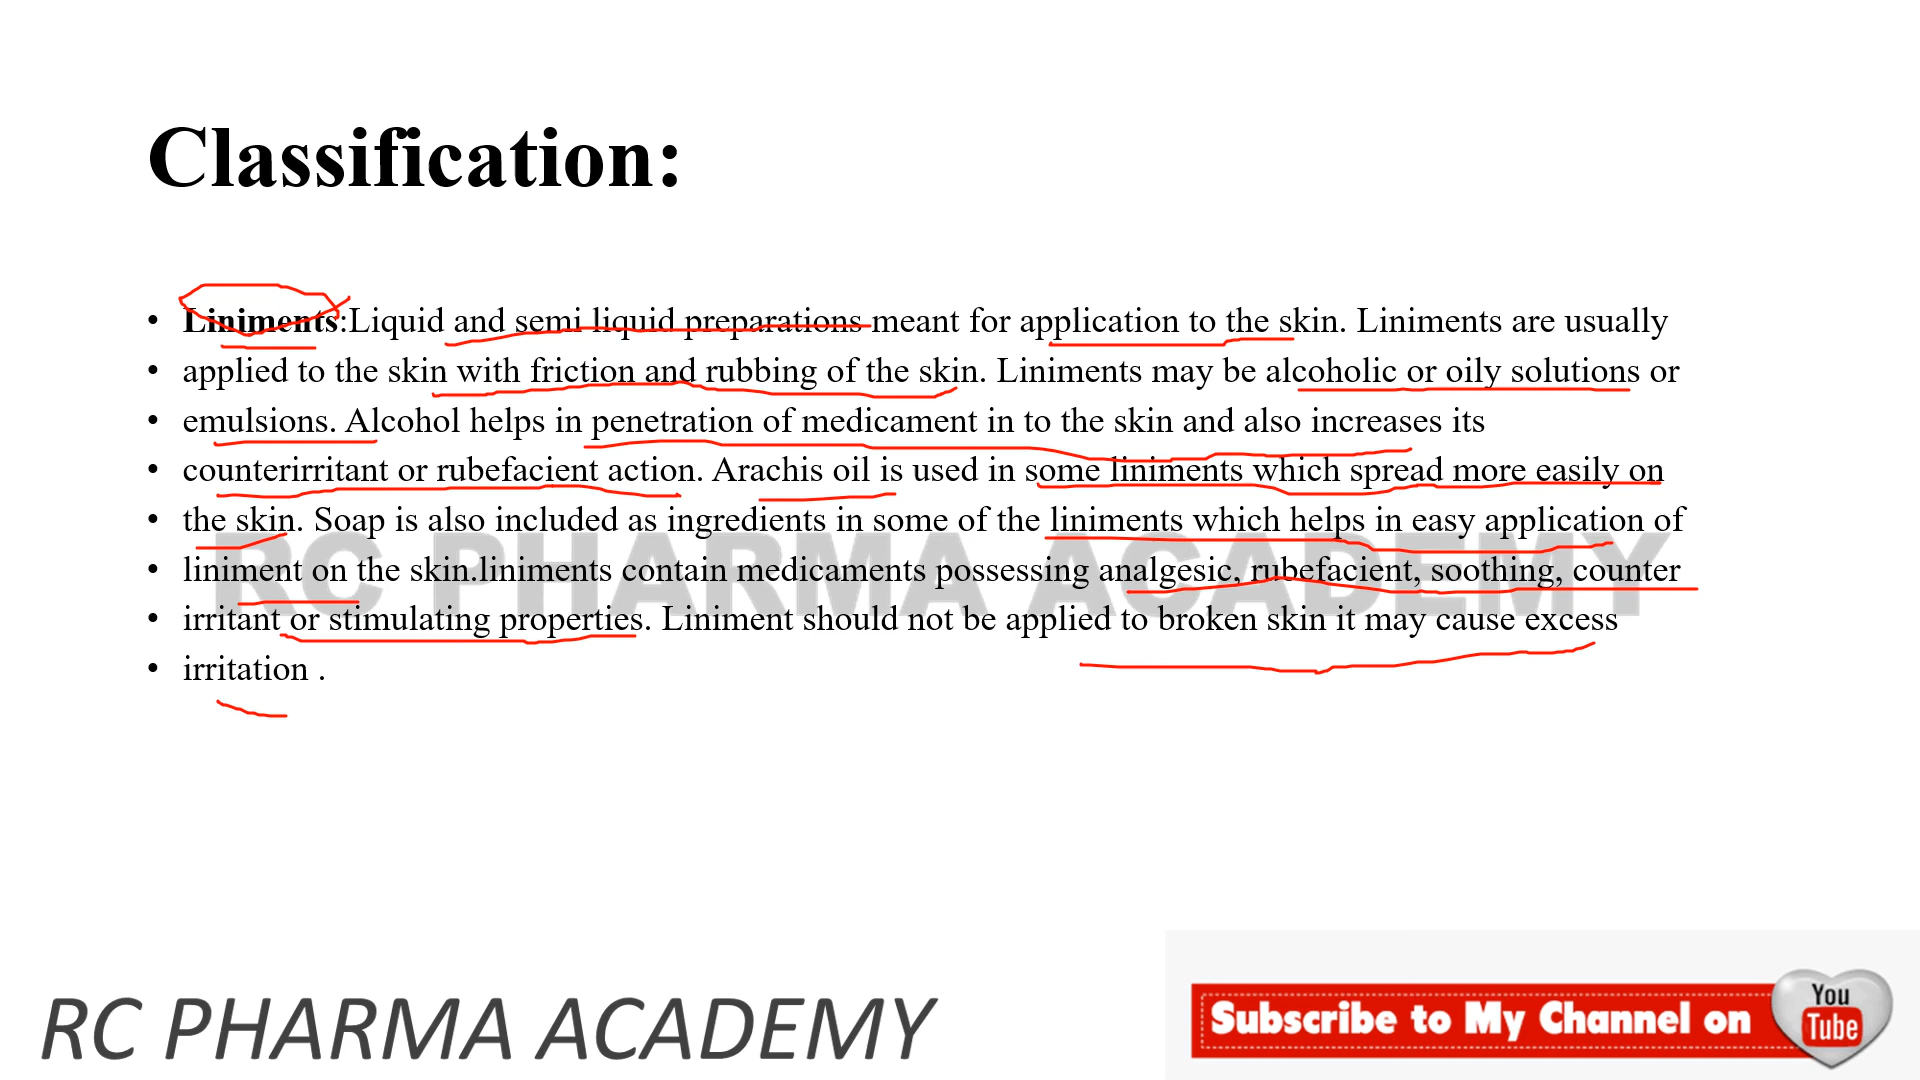 Classification:
• Liniments:Liquid and semi liquid preparations meant for application to the skin. Liniments are usually
• applied to the skin with friction and rubbing of the skin. Liniments may be alcoholic or oily solutions or
• emulsions. Alcohol helps in penetration of medicament in to the skin and also increases its
• counterirritant or rubefacient action. Arachis oil is used in some liniments which spread more easily on
• the skin. Soap is also included as ingredients in some of the liniments which helps in easy application of
• liniment on the skin.liniments contain medicaments possessing analgesic, rubefacient, soothing, counter
• irritant or stimulating properties. Liniment should not be applied to broken skin it may cause excess
• irritation .
RC PHARMA ACADEMY
RC PHARMA ACADEMY
Subscribe to My Channel on
You
Tube